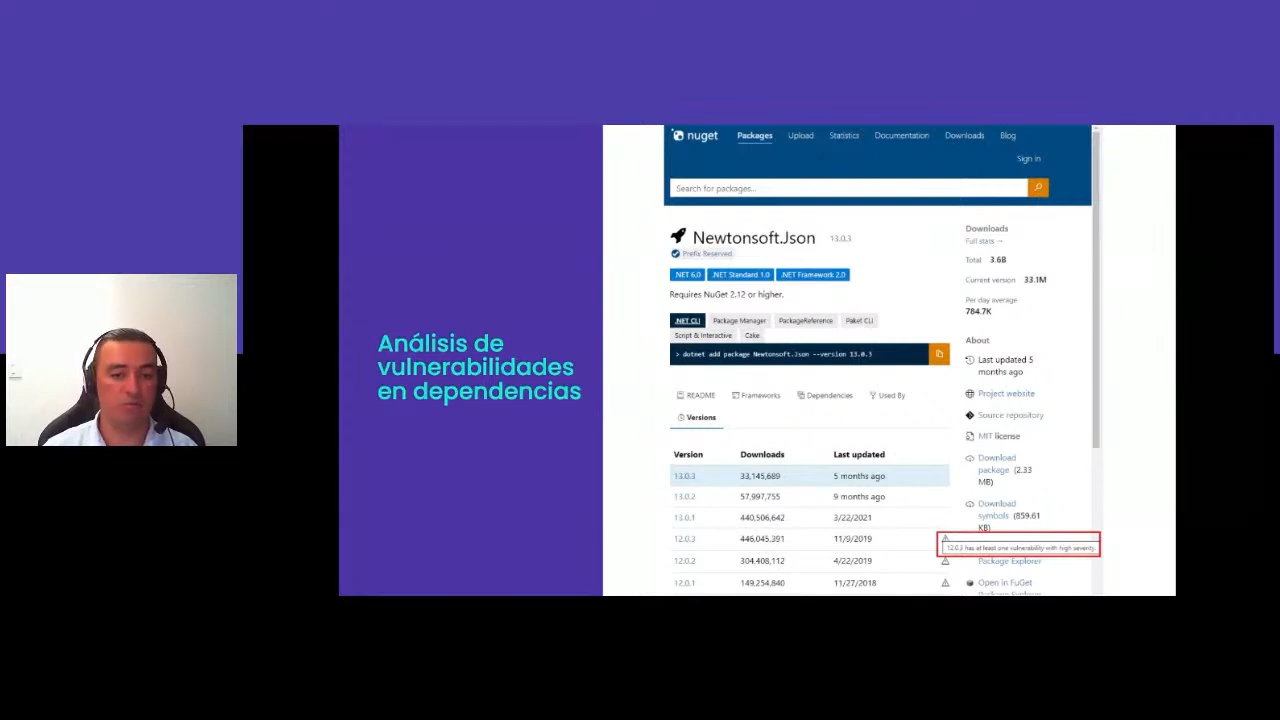 Análisis de
vulnerabilidades
en dependencias
nuget
Packages Upload Statistics Documentation Downloads Blog
Sign in
Search for packages...
Newtonsoft.Json 13.0.3
Prefix Reserved
.NET 6.0 .NET Standard 1.0 .NET Framework 2.0
Requires NuGet 2.12 or higher.
.NET CLI Package Manager PackageReference Paket CLI
Script & Interactive Cake
> dotnet add package Newtonsoft.Json --version 13.0.3
README Frameworks Dependencies Used By
Versions
Version Downloads Last updated
13.0.3 33,145,689 5 months ago
13.0.2 57,997,755 9 months ago
13.0.1 440,506,642 3/22/2021
12.0.3 446,045,391 11/9/2019
12.0.2 304,408,112 4/22/2019
12.0.1 149,254,840 11/27/2018
Downloads
Full stats →
Total 3.6B
Current version 33.1M
Per day average
784.7K
About
Last updated 5
months ago
Project website
Source repository
MIT license
Download
package (2.33
MB)
Download
symbols (859.61
KB)
12.0.3 has at least one vulnerability with high severity.
Package Explorer
Open in FuGet
Package Explorer